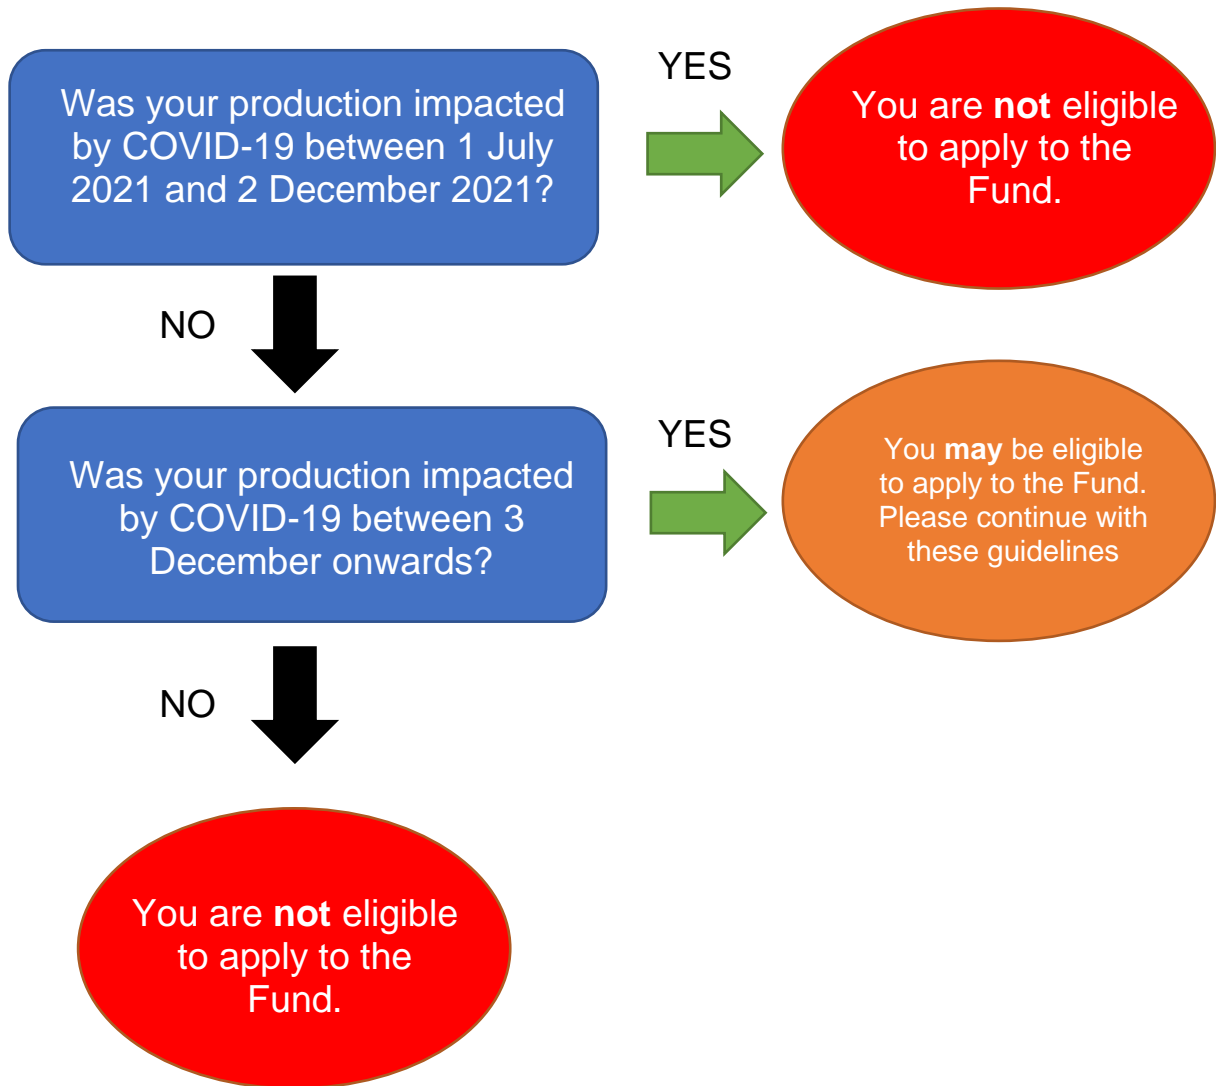 Was your production impacted
by COVID-19 between 1 July
2021 and 2 December 2021?
YES
You are not eligible
to apply to the
Fund.
NO
Was your production impacted
by COVID-19 between 3
December onwards?
YES
You may be eligible
to apply to the Fund.
Please continue with
these guidelines
NO
You are not eligible
to apply to the
Fund.